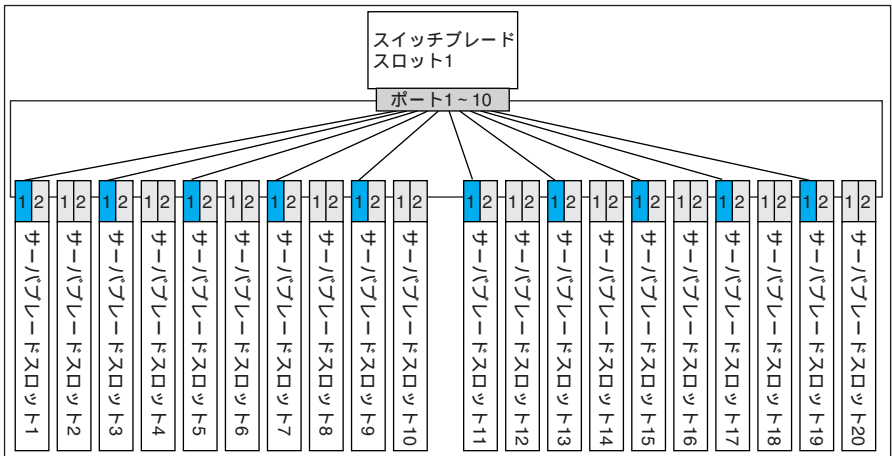 スイッチブレード
スロット1
ポート1~10
1 2 1 2 1 2 1 2 1 2 1 2 1 2 1 2 1 2 1 2 1 2 1 2 1 2 1 2 1 2 1 2 1 2 1 2 1 2 1 2
サーバブレードスロット1
サーバブレードスロット2
サーバブレードスロット3
サーバブレードスロット4
サーバブレードスロット5
サーバブレードスロット6
サーバブレードスロット7
サーバブレードスロット8
サーバブレードスロット9
サーバブレードスロット10
サーバブレードスロット11
サーバブレードスロット12
サーバブレードスロット13
サーバブレードスロット14
サーバブレードスロット15
サーバブレードスロット16
サーバブレードスロット17
サーバブレードスロット18
サーバブレードスロット19
サーバブレードスロット20